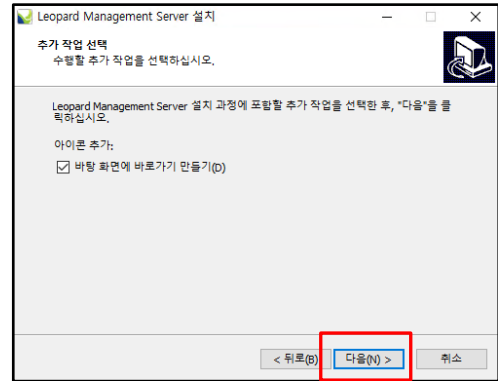 Leopard Management Server 설치
추가 작업 선택
수행할 추가 작업을 선택하십시오.
Leopard Management Server 설치 과정에 포함할 추가 작업을 선택한 후, "다음"을 클
릭하십시오.
아이콘 추가:
바탕 화면에 바로가기 만들기(D)
< 뒤로(B)
다음(N) >
취소